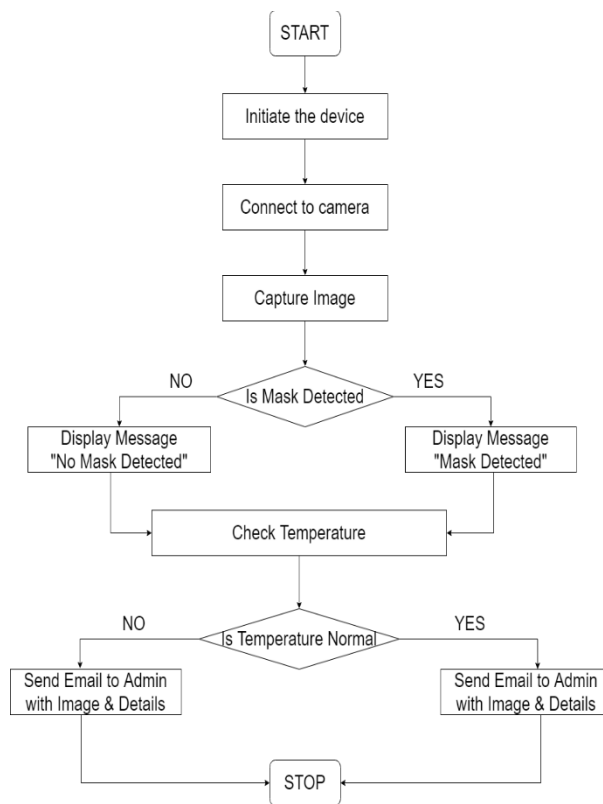 START
Initiate the device
Connect to camera
Capture Image
NO
YES
Is Mask Detected
Display Message
"No Mask Detected"
Display Message
"Mask Detected"
Check Temperature
NO
YES
Is Temperature Normal
Send Email to Admin
with Image & Details
Send Email to Admin
with Image & Details
STOP